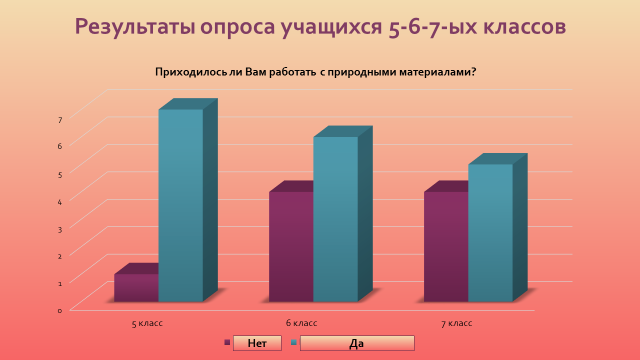 Результаты опроса учащихся 5-6-7-ых классов
Приходилось ли Вам работать с природными материалами?
7
6
5
4
3
2
1
0
5 класс
6 класс
7 класс
Нет
Да